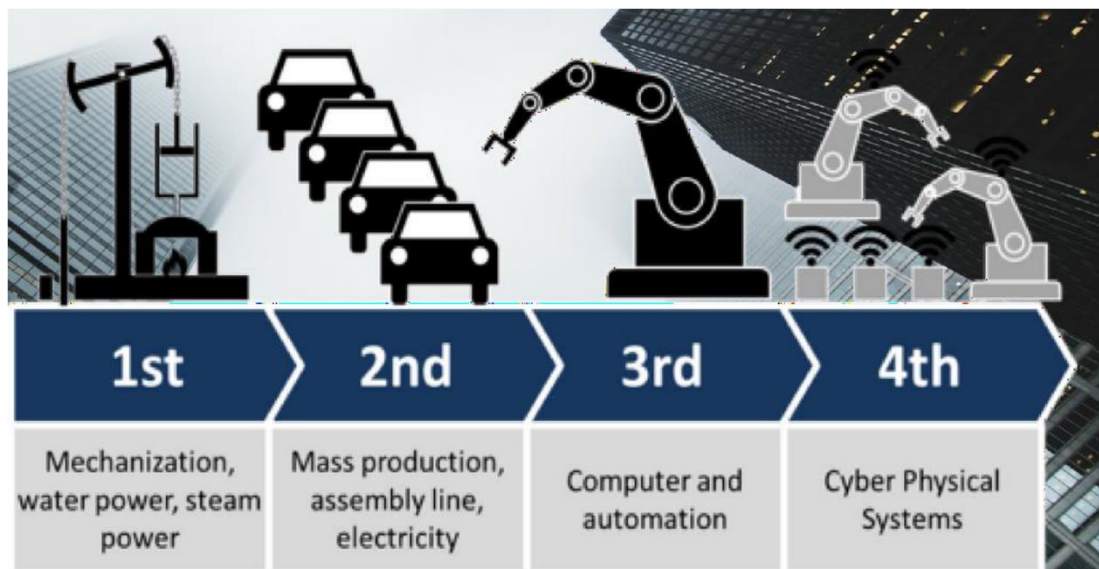 1st
2nd
3rd
4th
Mechanization,
water power, steam
power
Mass production,
assembly line,
electricity
Computer and
automation
Cyber Physical
Systems